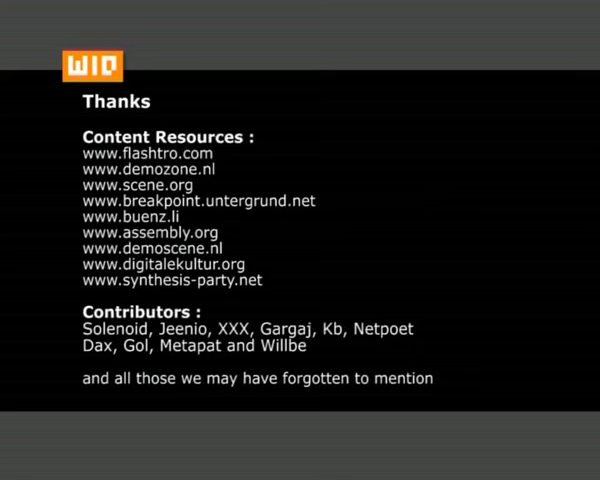 WID
Thanks
Content Resources :
www.flashtro.com
www.demozone.nl
www.scene.org
www.breakpoint.untergrund.net
www.buenz.li
www.assembly.org
www.demoscene.nl
www.digitalekultur.org
www.synthesis-party.net
Contributors :
Solenoid, Jeenio, XXX, Gargaj, Kb, Netpoet
Dax, Gol, Metapat and Willbe
and all those we may have forgotten to mention